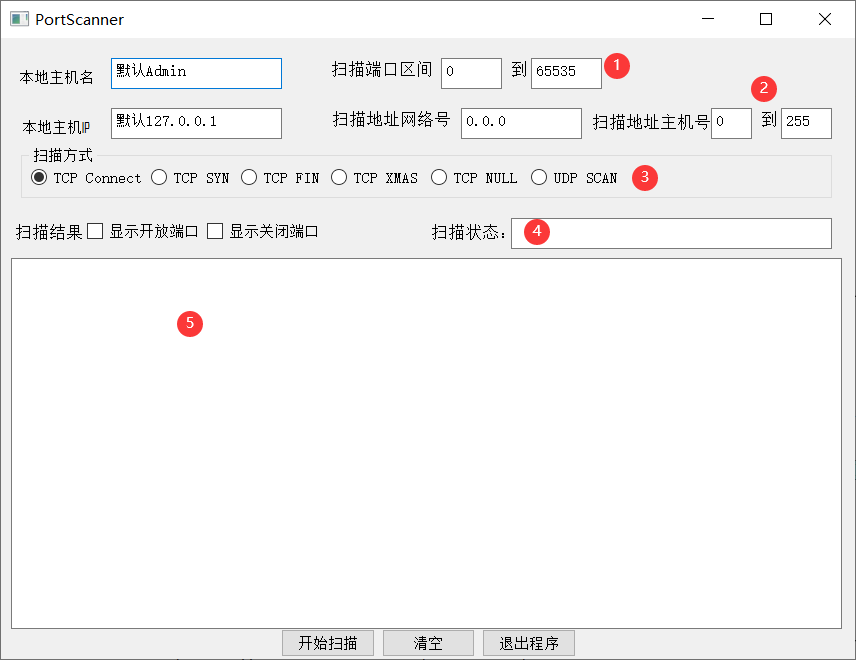 PortScanner
本地主机名 默认Admin 扫描端口区间 0 到 65535 1
2
本地主机IP 默认127.0.0.1 扫描地址网络号 0.0.0 扫描地址主机号 0 到 255
扫描方式
TCP Connect TCP SYN TCP FIN TCP XMAS TCP NULL UDP SCAN 3
扫描结果 显示开放端口 显示关闭端口 扫描状态: 4
5
开始扫描 清空 退出程序